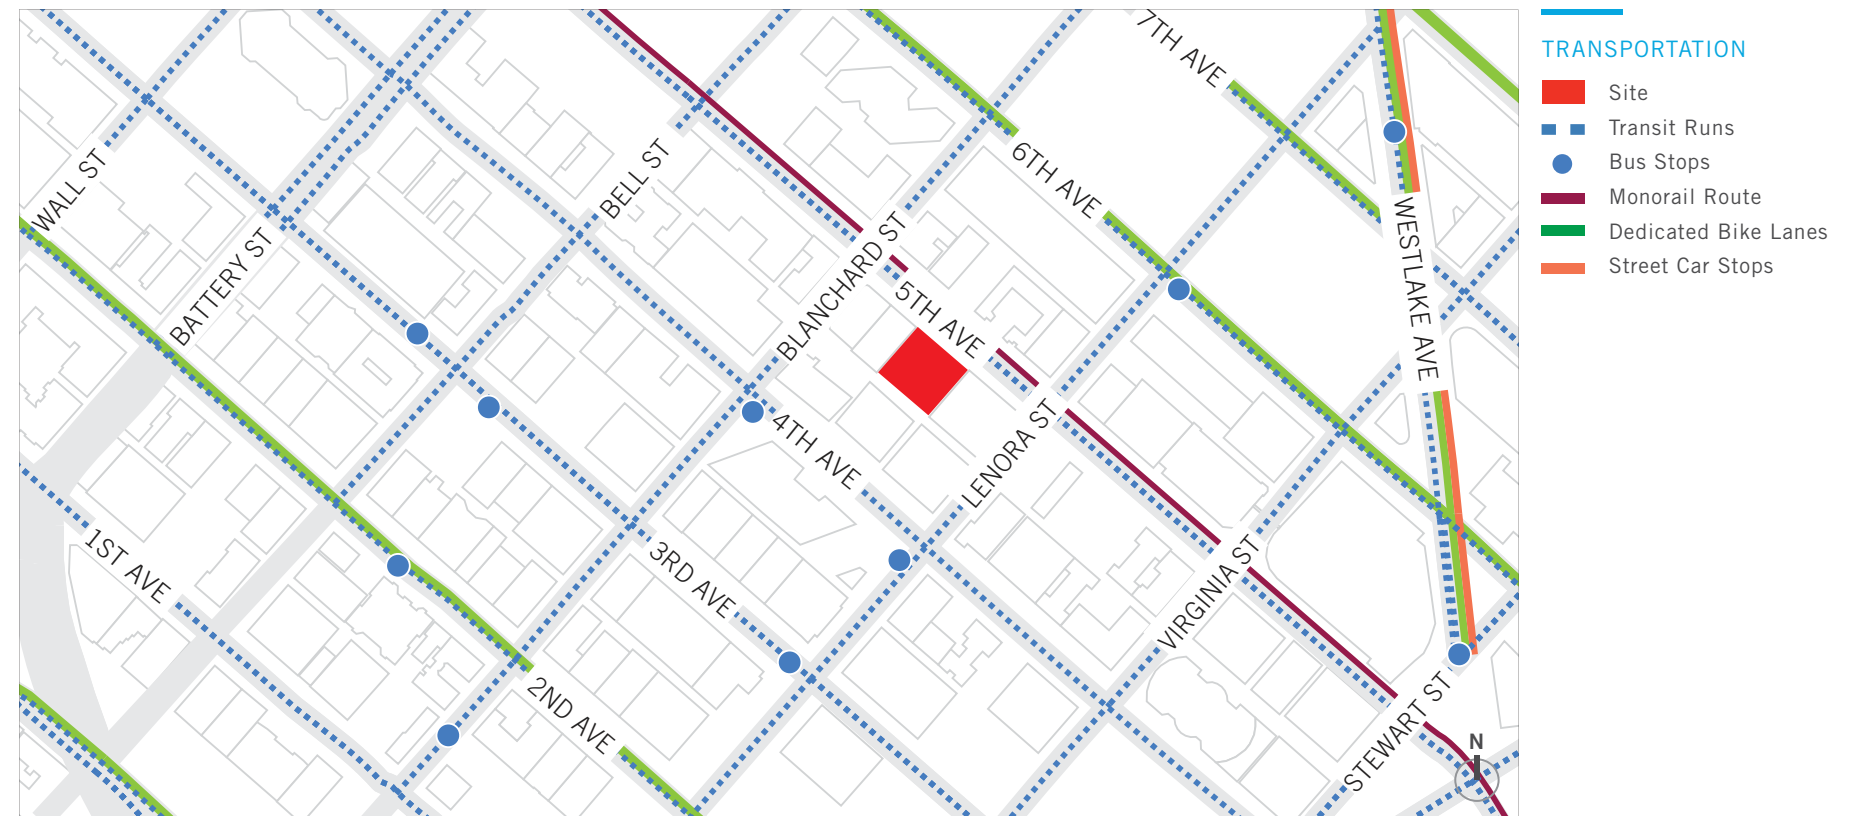 7TH AVE
TRANSPORTATION
Site
Transit Runs
Bus Stops
Monorail Route
Dedicated Bike Lanes
Street Car Stops
WALL ST
BELL ST
6TH AVE
BATTERY ST
BLANCHARD ST
WESTLAKE AVE
5TH AVE
4TH AVE
LENORA ST
1ST AVE
3RD AVE
VIRGINIA ST
2ND AVE
STEWART ST
N